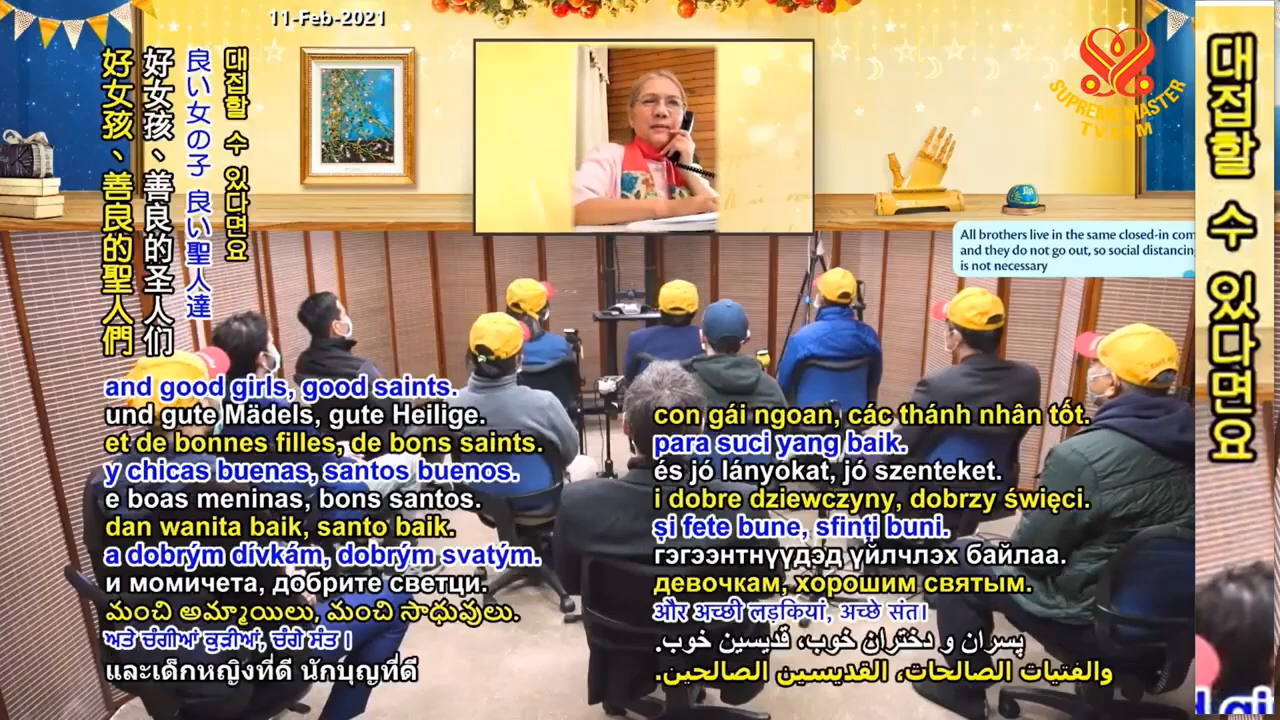 11-Feb-2021
SUPREME MASTER
TV
All brothers live in the same closed-in
and they do not go out, so social
is not necessary
대접할 수 있다면요
良い女の子 良い聖人達
好女孩、善良的圣人们
好女孩、善良的聖人們
and good girls, good saints.
und gute Mädels, gute Heilige.
et de bonnes filles, de bons saints.
y chicas buenas, santos buenos.
e boas meninas, bons santos.
dan wanita baik, santo baik.
a dobrým dívkám, dobrým svatým.
и момичета, добрите светци.
మంచి అమ్మాయిలు, మంచి సాధువులు.
ਅਤੇ ਚੰਗੀਆਂ ਕੁੜੀਆਂ, ਚੰਗੇ ਸੰਤ।
และเด็กหญิงที่ดี นักบุญที่ดี
con gái ngoan, các thánh nhân tốt.
para suci yang baik.
és jó lányokat, jó szenteket.
i dobre dziewczyny, dobrzy święci.
și fete bune, sfinți buni.
гэгээнтнүүдэд үйлчлэх байлаа.
девочкам, хорошим святым.
और अच्छी लड़कियां, अच्छे संत।
پسران و دختران خوب، قدیسین خوب.
والفتيات الصالحات، القديسين الصالحين.
대접할 수 있다면요